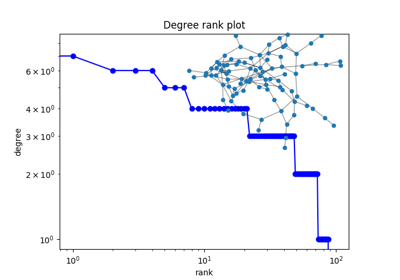 Degree rank plot
degree
6 × 10⁰
4 × 10⁰
3 × 10⁰
2 × 10⁰
10⁰
10⁰ 10¹ 10²
rank